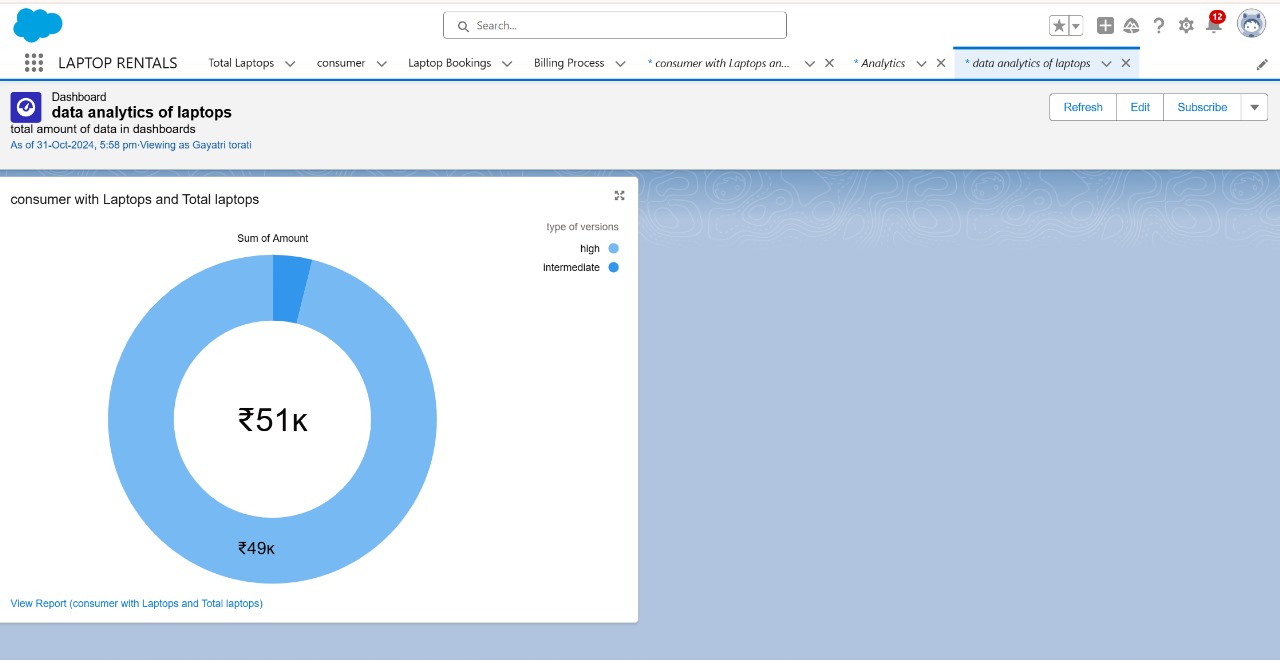 Search...
12
LAPTOP RENTALS Total Laptops consumer Laptop Bookings Billing Process * consumer with Laptops an... * Analytics * data analytics of laptops
Dashboard
data analytics of laptops
total amount of data in dashboards
As of 31-Oct-2024, 5:58 pm·Viewing as Gayatri torati
Refresh Edit Subscribe
consumer with Laptops and Total laptops
type of versions
high
intermediate
Sum of Amount
₹51K
₹49K
View Report (consumer with Laptops and Total laptops)